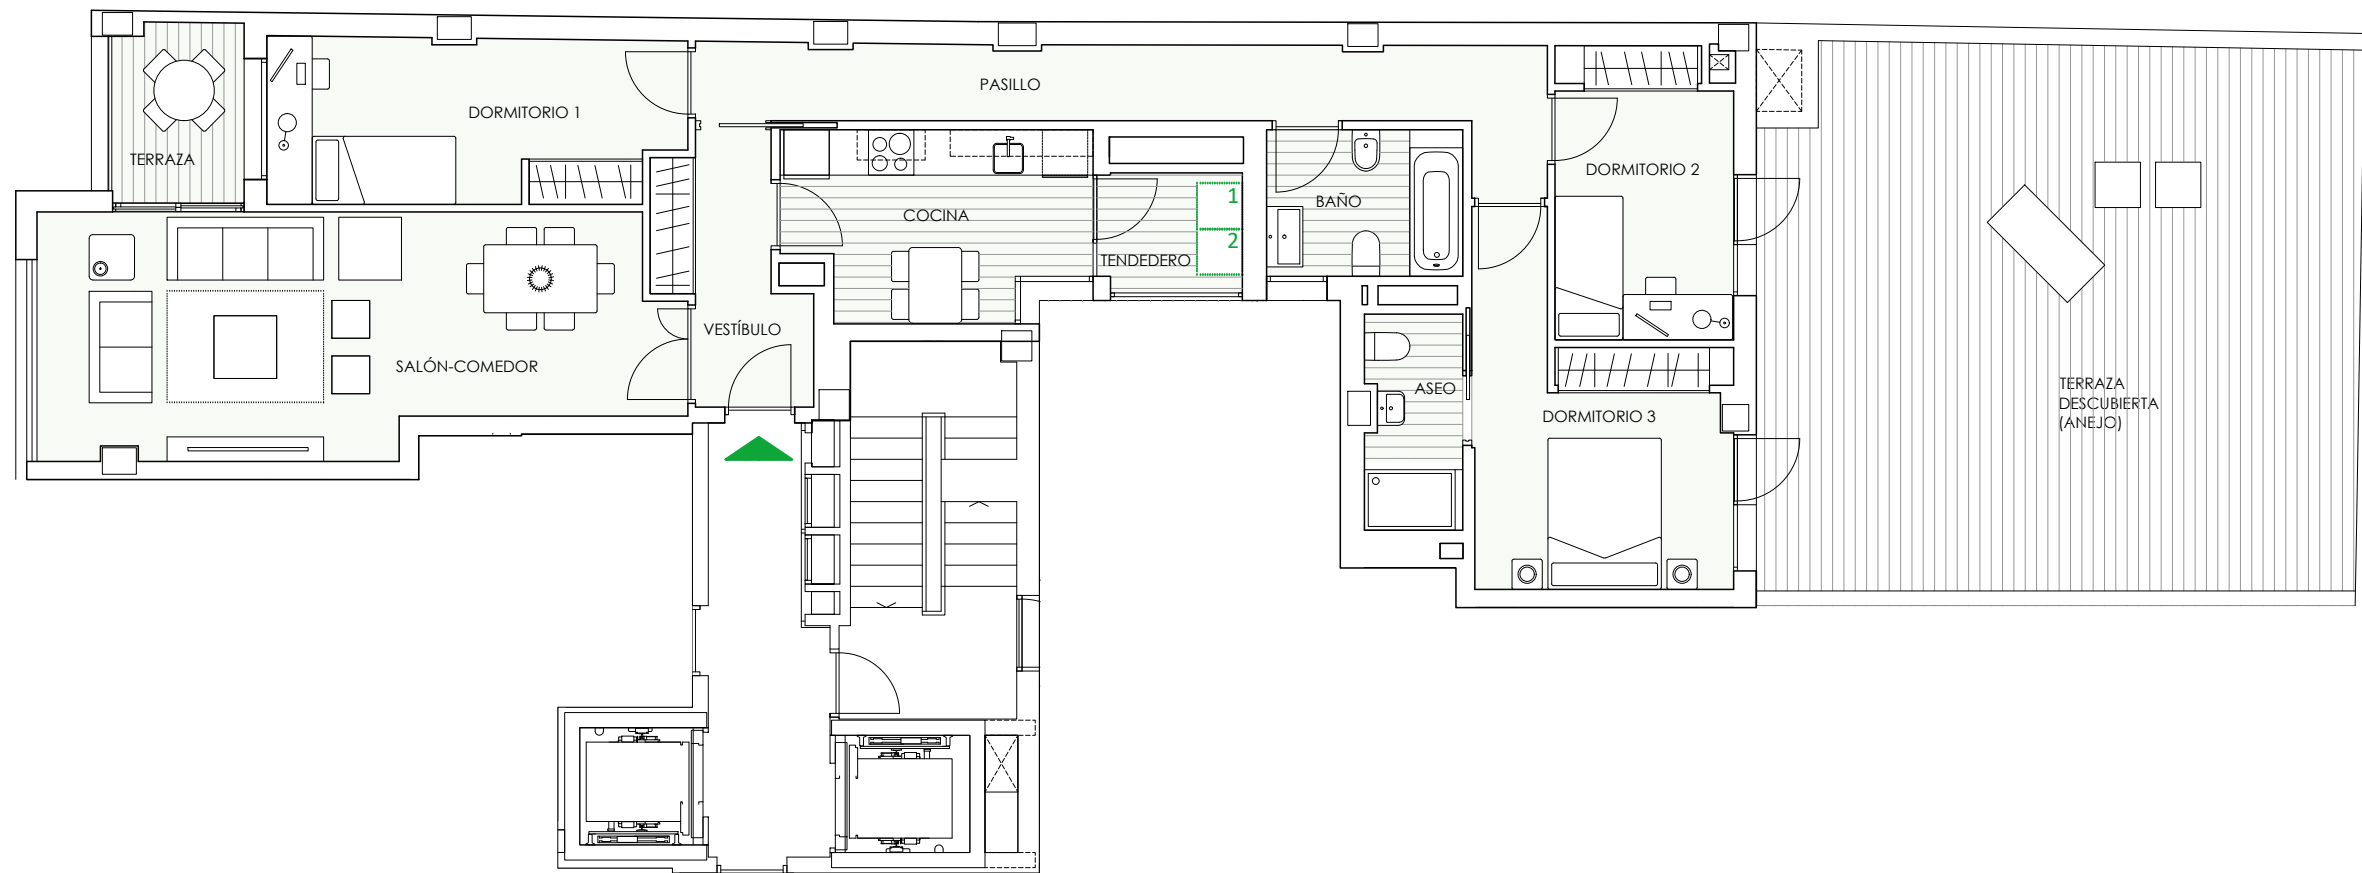 PASILLO
DORMITORIO 1
TERRAZA
DORMITORIO 2
1
BAÑO
COCINA
2
TENDEDERO
VESTÍBULO
SALÓN-COMEDOR
ASEO
TERRAZA
DESCUBIERTA
(ANEJO)
DORMITORIO 3